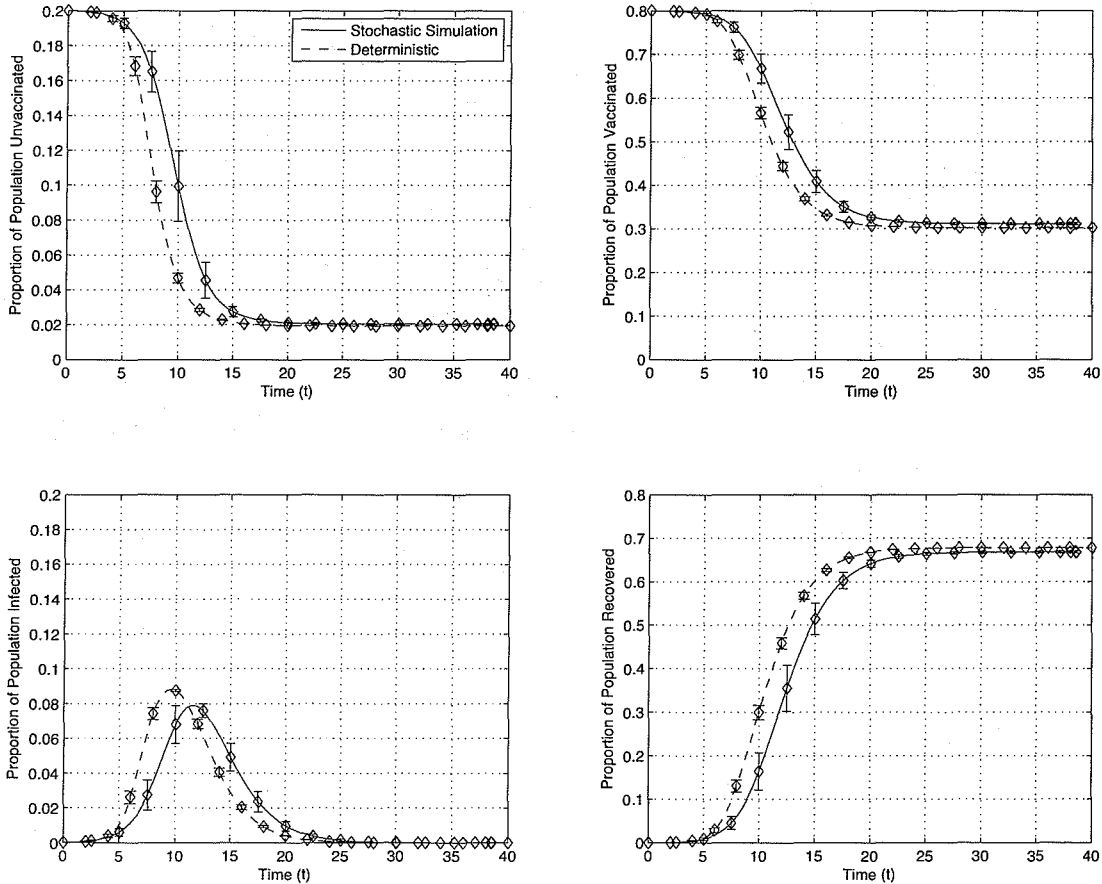 Proportion of Population Unvaccinated
0.2
0.18
0.16
0.14
0.12
0.1
0.08
0.06
0.04
0.02
0
0 5 10 15 20 25 30 35 40
Time (t)
Stochastic Simulation
Deterministic
Proportion of Population Vaccinated
0.8
0.7
0.6
0.5
0.4
0.3
0.2
0.1
0
0 5 10 15 20 25 30 35 40
Time (t)
Proportion of Population Infected
0.2
0.18
0.16
0.14
0.12
0.1
0.08
0.06
0.04
0.02
0
0 5 10 15 20 25 30 35 40
Time (t)
Proportion of Population Recovered
0.8
0.7
0.6
0.5
0.4
0.3
0.2
0.1
0
0 5 10 15 20 25 30 35 40
Time (t)